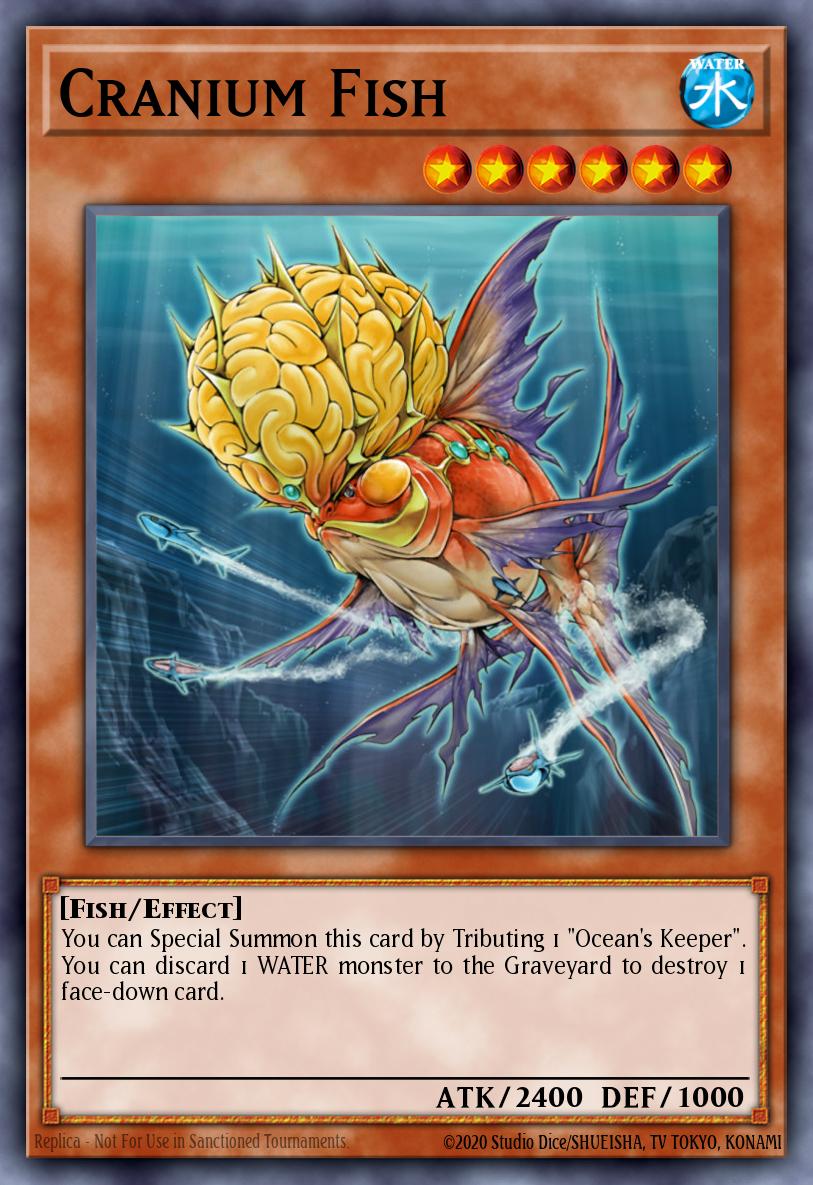 Cranium Fish
WATER
水
[Fish/Effect]
You can Special Summon this card by Tributing 1 "Ocean's Keeper".
You can discard 1 WATER monster to the Graveyard to destroy 1
face-down card.
ATK/2400 DEF/1000
Replica - Not For Use in Sanctioned Tournaments.
©2020 Studio Dice/SHUEISHA, TV TOKYO, KONAMI